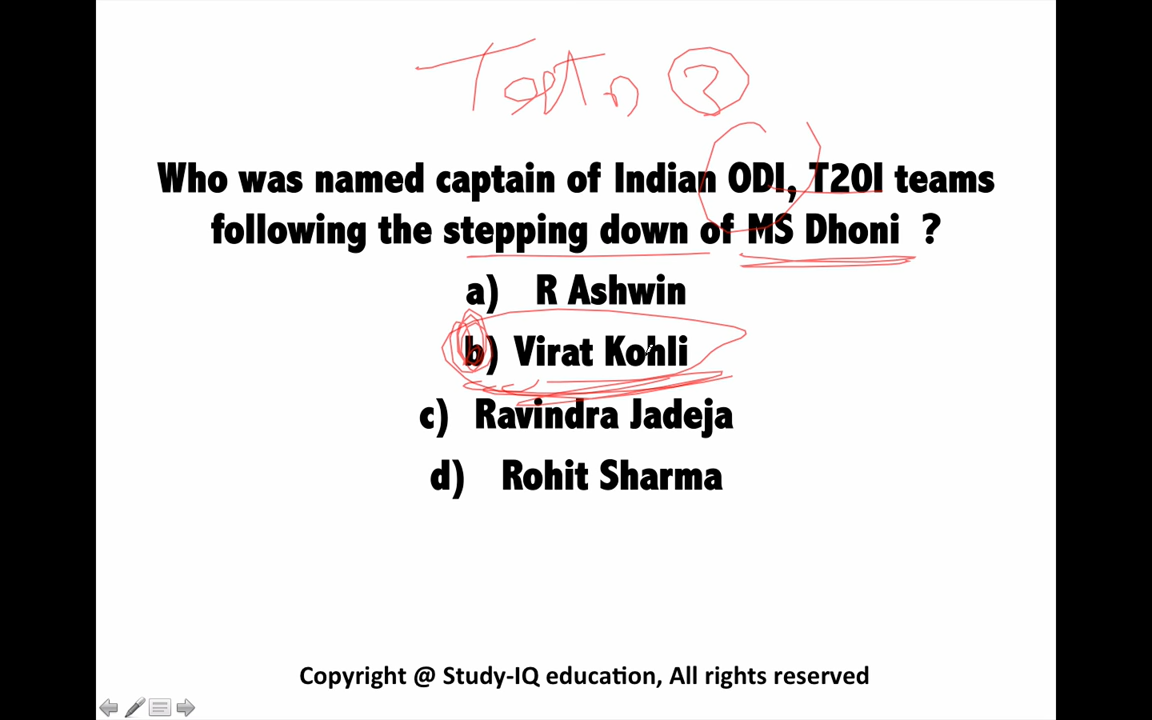 3
Who was named captain of Indian ODI, T20I teams
following the stepping down of MS Dhoni ?
a) R Ashwin
b) Virat Kohli
c) Ravindra Jadeja
d) Rohit Sharma
Copyright @ Study-IQ education, All rights reserved